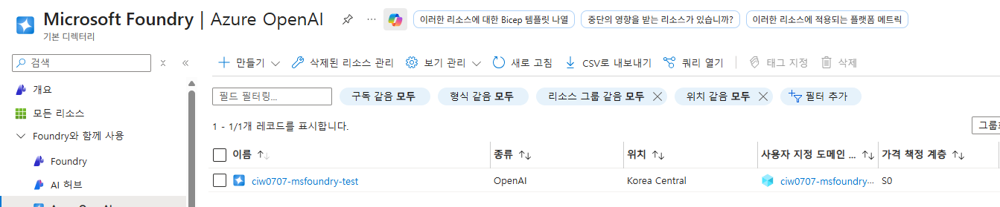 Microsoft Foundry | Azure OpenAI
기본 디렉터리
이러한 리소스에 대한 Bicep 템플릿 나열
중단의 영향을 받는 리소스가 있습니까?
이러한 리소스에 적용되는 플랫폼 메트릭
검색
만들기
삭제된 리소스 관리
보기 관리
새로 고침
CSV로 내보내기
쿼리 열기
태그 지정
삭제
개요
모든 리소스
Foundry와 함께 사용
Foundry
AI 허브
필드 필터링...
구독 같음 모두
형식 같음 모두
리소스 그룹 같음 모두
위치 같음 모두
필터 추가
1 - 1/1개 레코드를 표시합니다.
이름 종류 위치 사용자 지정 도메인 ... 가격 책정 계층
ciw0707-msfoundry-test OpenAI Korea Central ciw0707-msfoundry... S0